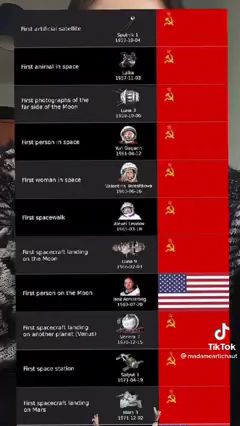 First artificial satellite
Sputnik 1
1957-10-04
First animal in space
Laika
1957-11-03
First photographs of the
far side of the Moon
Luna 3
1959-10-06
First person in space
Yuri Gagarin
1961-04-12
First woman in space
Valentina Tereshkova
1963-06-16
First spacewalk
Alexei Leonov
1965-03-18
First spacecraft landing
on the Moon
Luna 9
1966-02-03
First person on the Moon
Neil Armstrong
1969-07-20
First spacecraft landing
on another planet (Venus)
Venera 7
1970-12-15
First space station
Salyut 1
1971-04-19
First spacecraft landing
on Mars
Mars 3
1971-12-02
TikTok
@madameartichaut